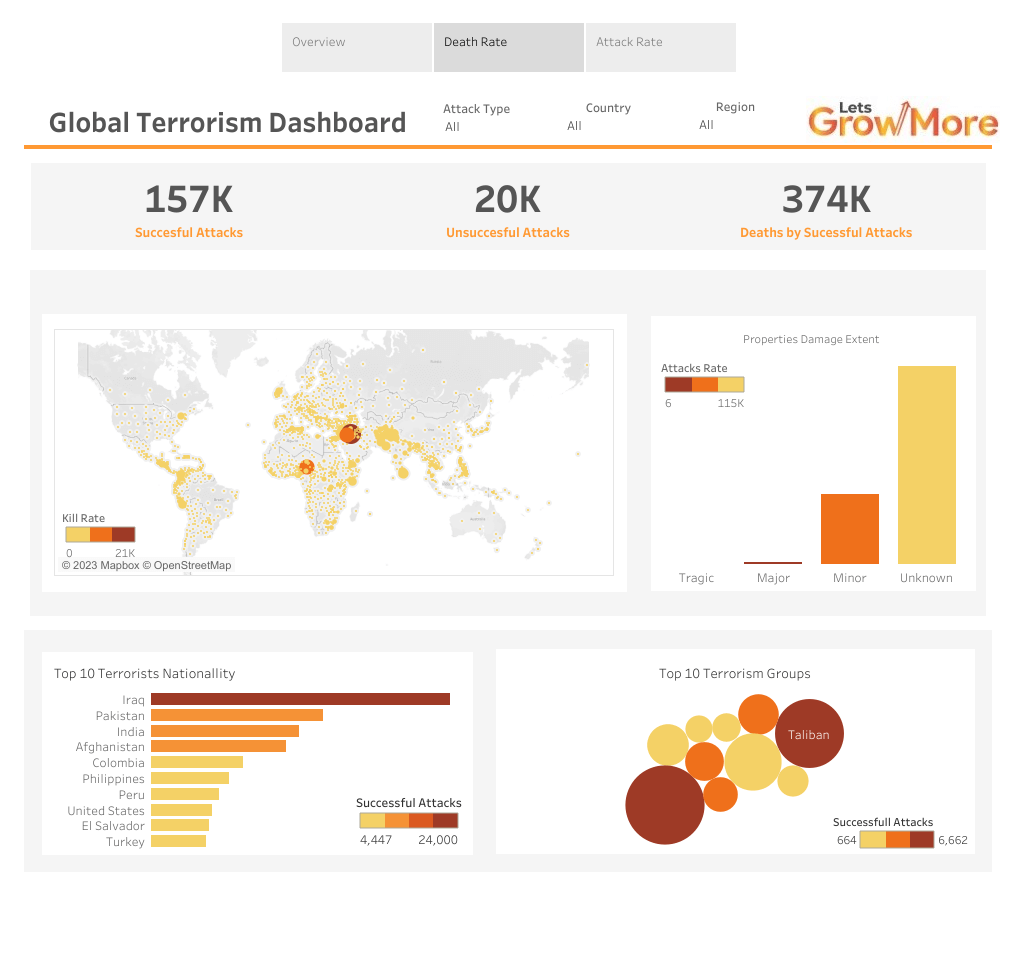 Overview
Death Rate
Attack Rate
Global Terrorism Dashboard
Attack Type
All
Country
All
Region
All
Lets
GrowMore
157K
Succesful Attacks
20K
Unsuccesful Attacks
374K
Deaths by Sucessful Attacks
Kill Rate
0 21K
© 2023 Mapbox © OpenStreetMap
Properties Damage Extent
Attacks Rate
6 115K
Tragic Major Minor Unknown
Top 10 Terrorists Nationallity
Iraq
Pakistan
India
Afghanistan
Colombia
Philippines
Peru
United States
El Salvador
Turkey
Successful Attacks
4,447 24,000
Top 10 Terrorism Groups
Taliban
Successfull Attacks
664 6,662